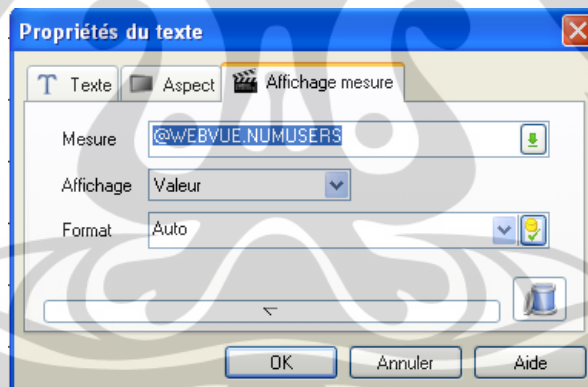 Propriétés du texte
Texte Aspect Affichage mesure
Mesure @WEBVUE.NUMUSERS
Affichage Valeur
Format Auto
OK Annuler Aide